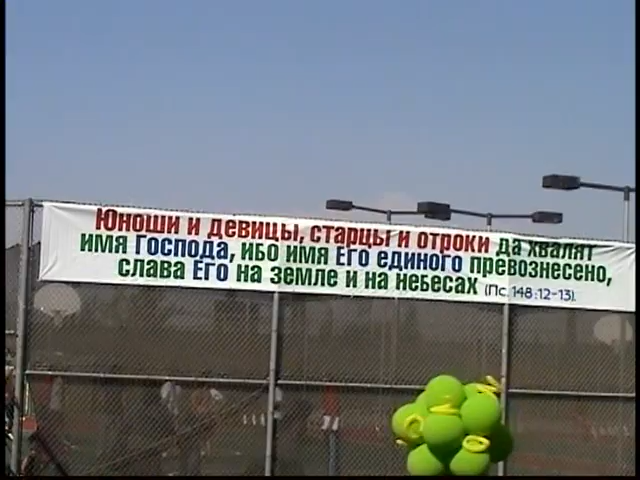 Юноши и девицы, старцы и отроки да хвалят
имя Господа, ибо имя Его единого превознесено,
слава Его на земле и на небесах (Пс. 148:12-13).